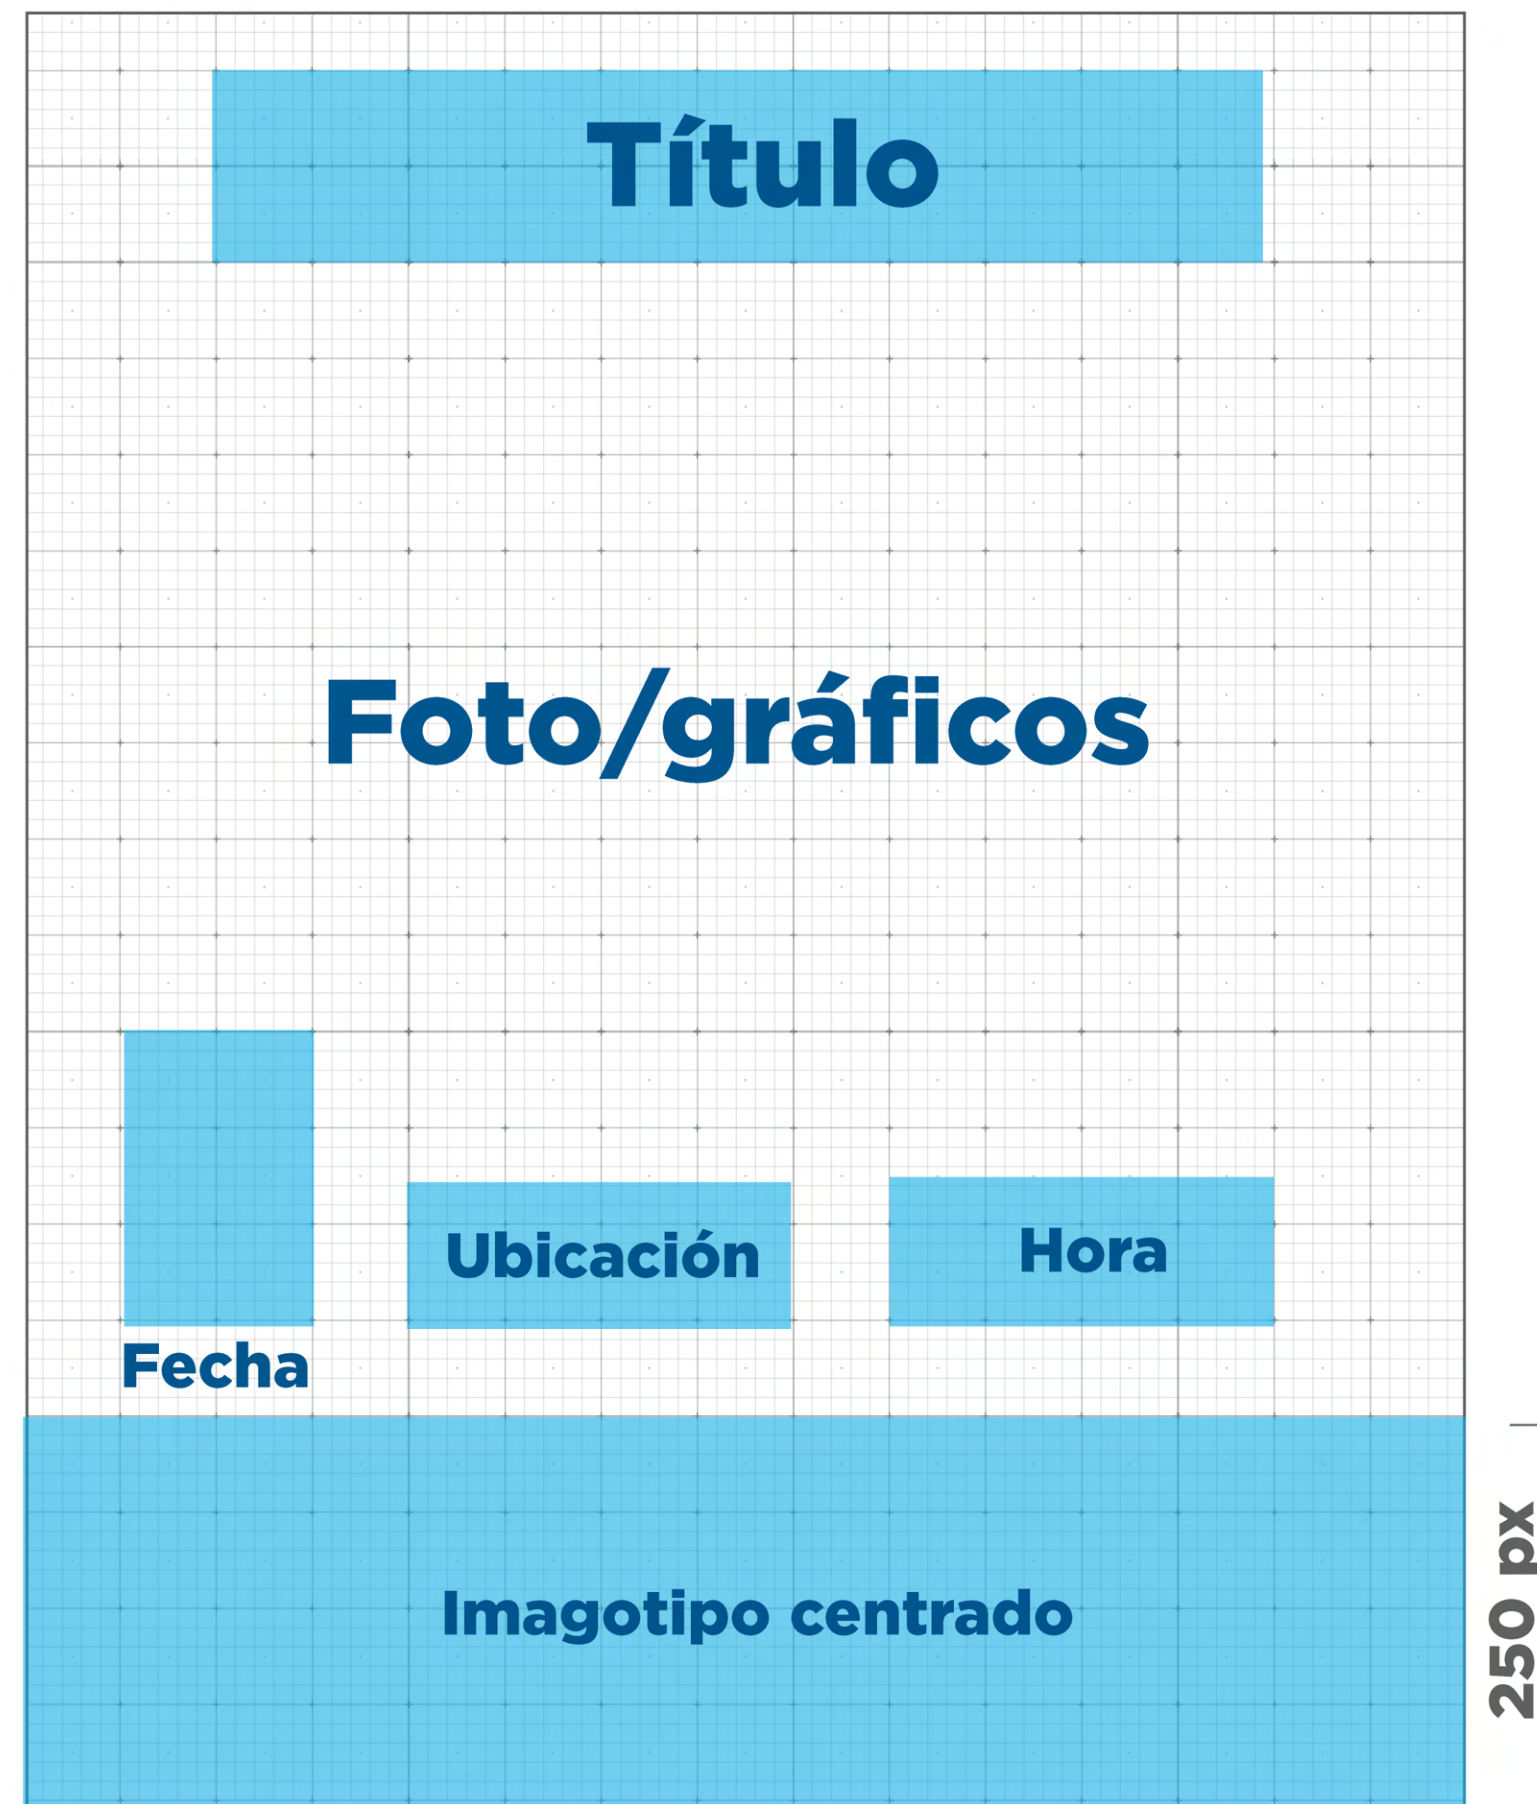 Título
Foto/gráficos
Ubicación
Hora
Fecha
Imagotipo centrado
250 px